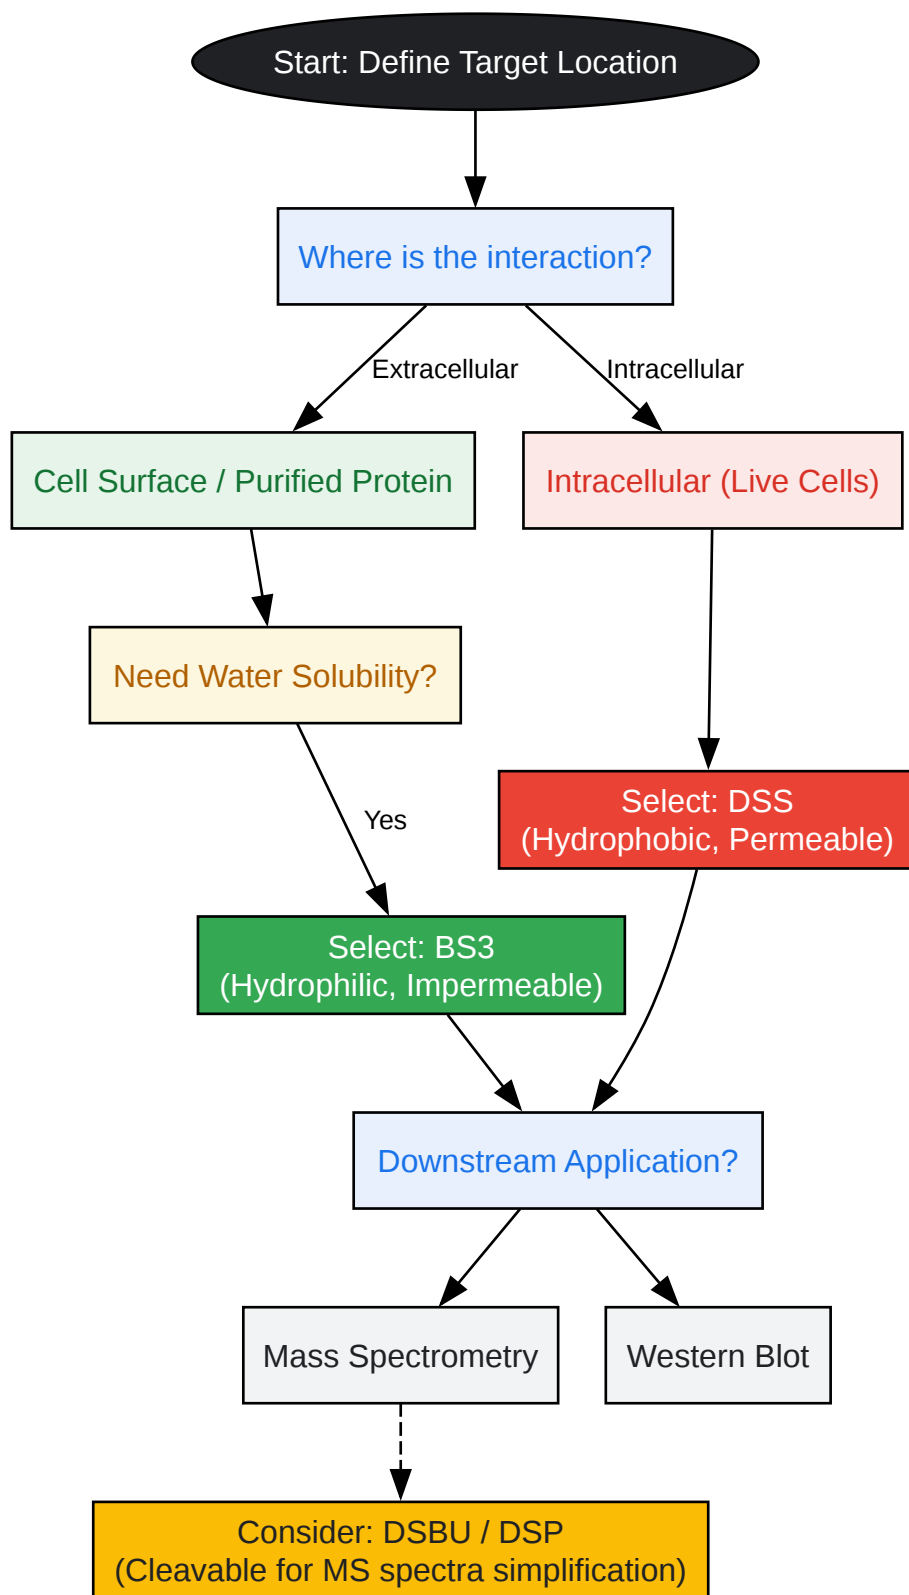 Start: Define Target Location
Where is the interaction?
Extracellular
Intracellular
Cell Surface / Purified Protein
Intracellular (Live Cells)
Need Water Solubility?
Select: DSS
(Hydrophobic, Permeable)
Yes
Select: BS3
(Hydrophilic, Impermeable)
Downstream Application?
Mass Spectrometry
Western Blot
Consider: DSBU / DSP
(Cleavable for MS spectra simplification)